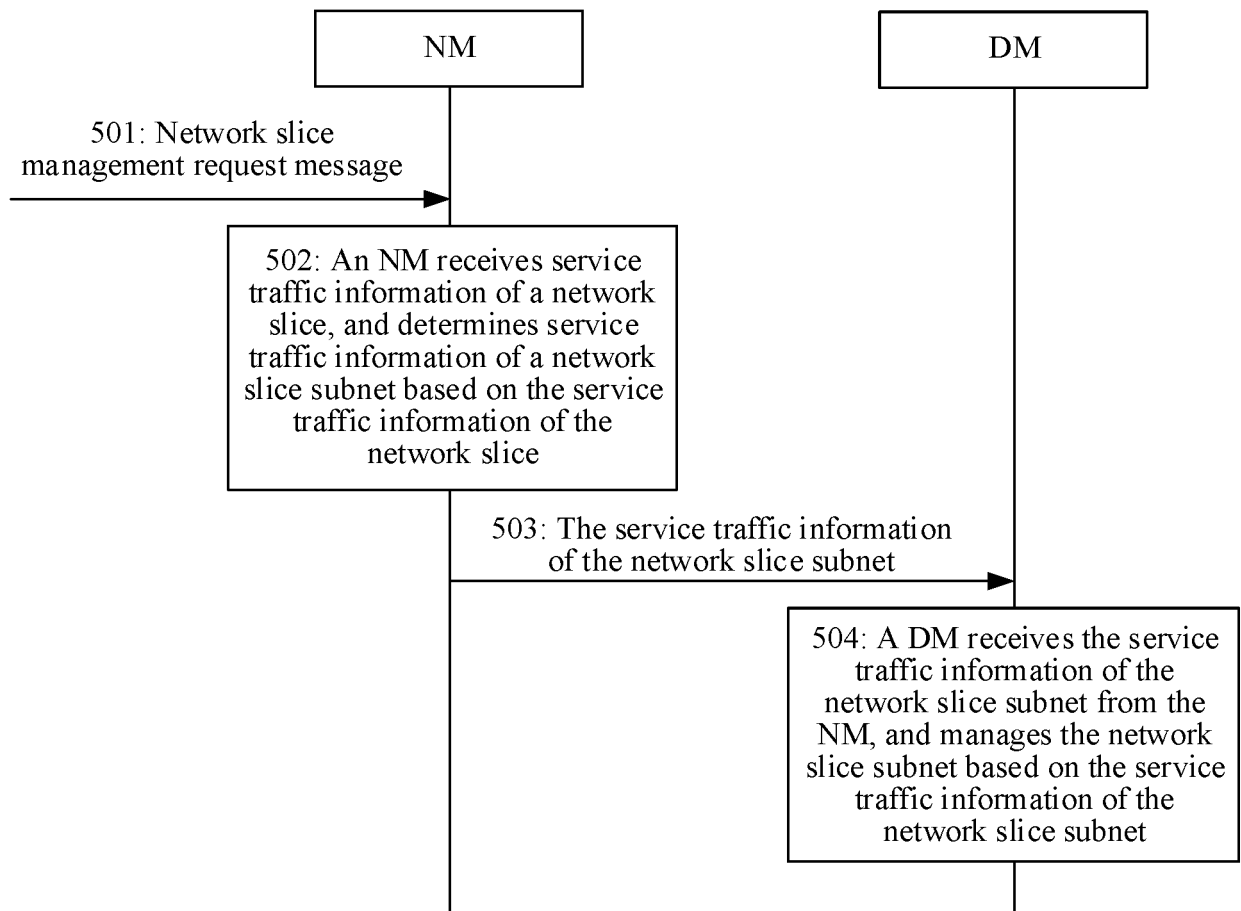 NM
DM
501: Network slice
management request message
502: An NM receives service
traffic information of a network
slice, and determines service
traffic information of a network
slice subnet based on the service
traffic information of the
network slice
503: The service traffic information
of the network slice subnet
504: A DM receives the service
traffic information of the
network slice subnet from the
NM, and manages the network
slice subnet based on the service
traffic information of the
network slice subnet